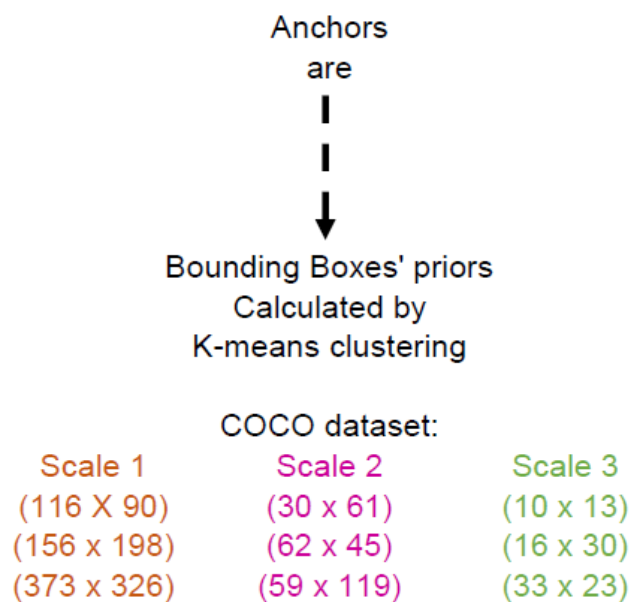 Anchors
are
Bounding Boxes' priors
Calculated by
K-means clustering
COCO dataset:
Scale 1 Scale 2 Scale 3
(116 X 90) (30 x 61) (10 x 13)
(156 x 198) (62 x 45) (16 x 30)
(373 x 326) (59 x 119) (33 x 23)